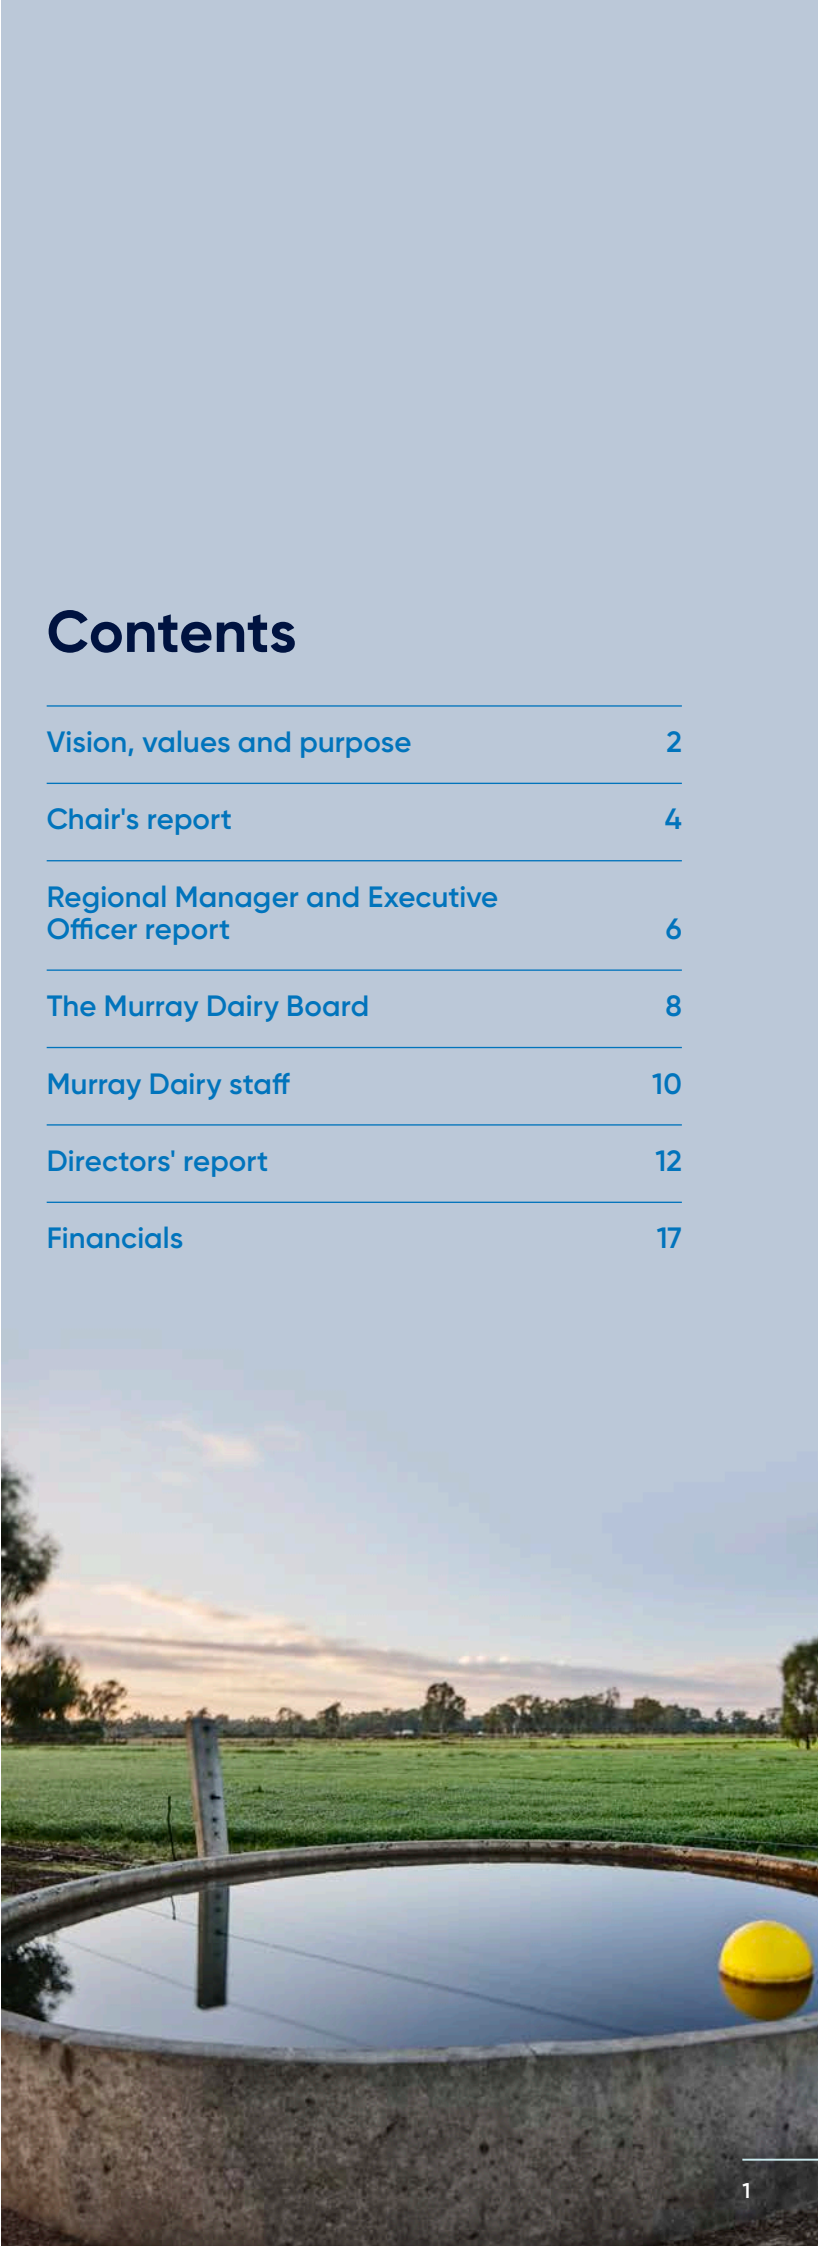 Contents
Vision, values and purpose 2
Chair's report 4
Regional Manager and Executive
Officer report 6
The Murray Dairy Board 8
Murray Dairy staff 10
Directors' report 12
Financials 17
1